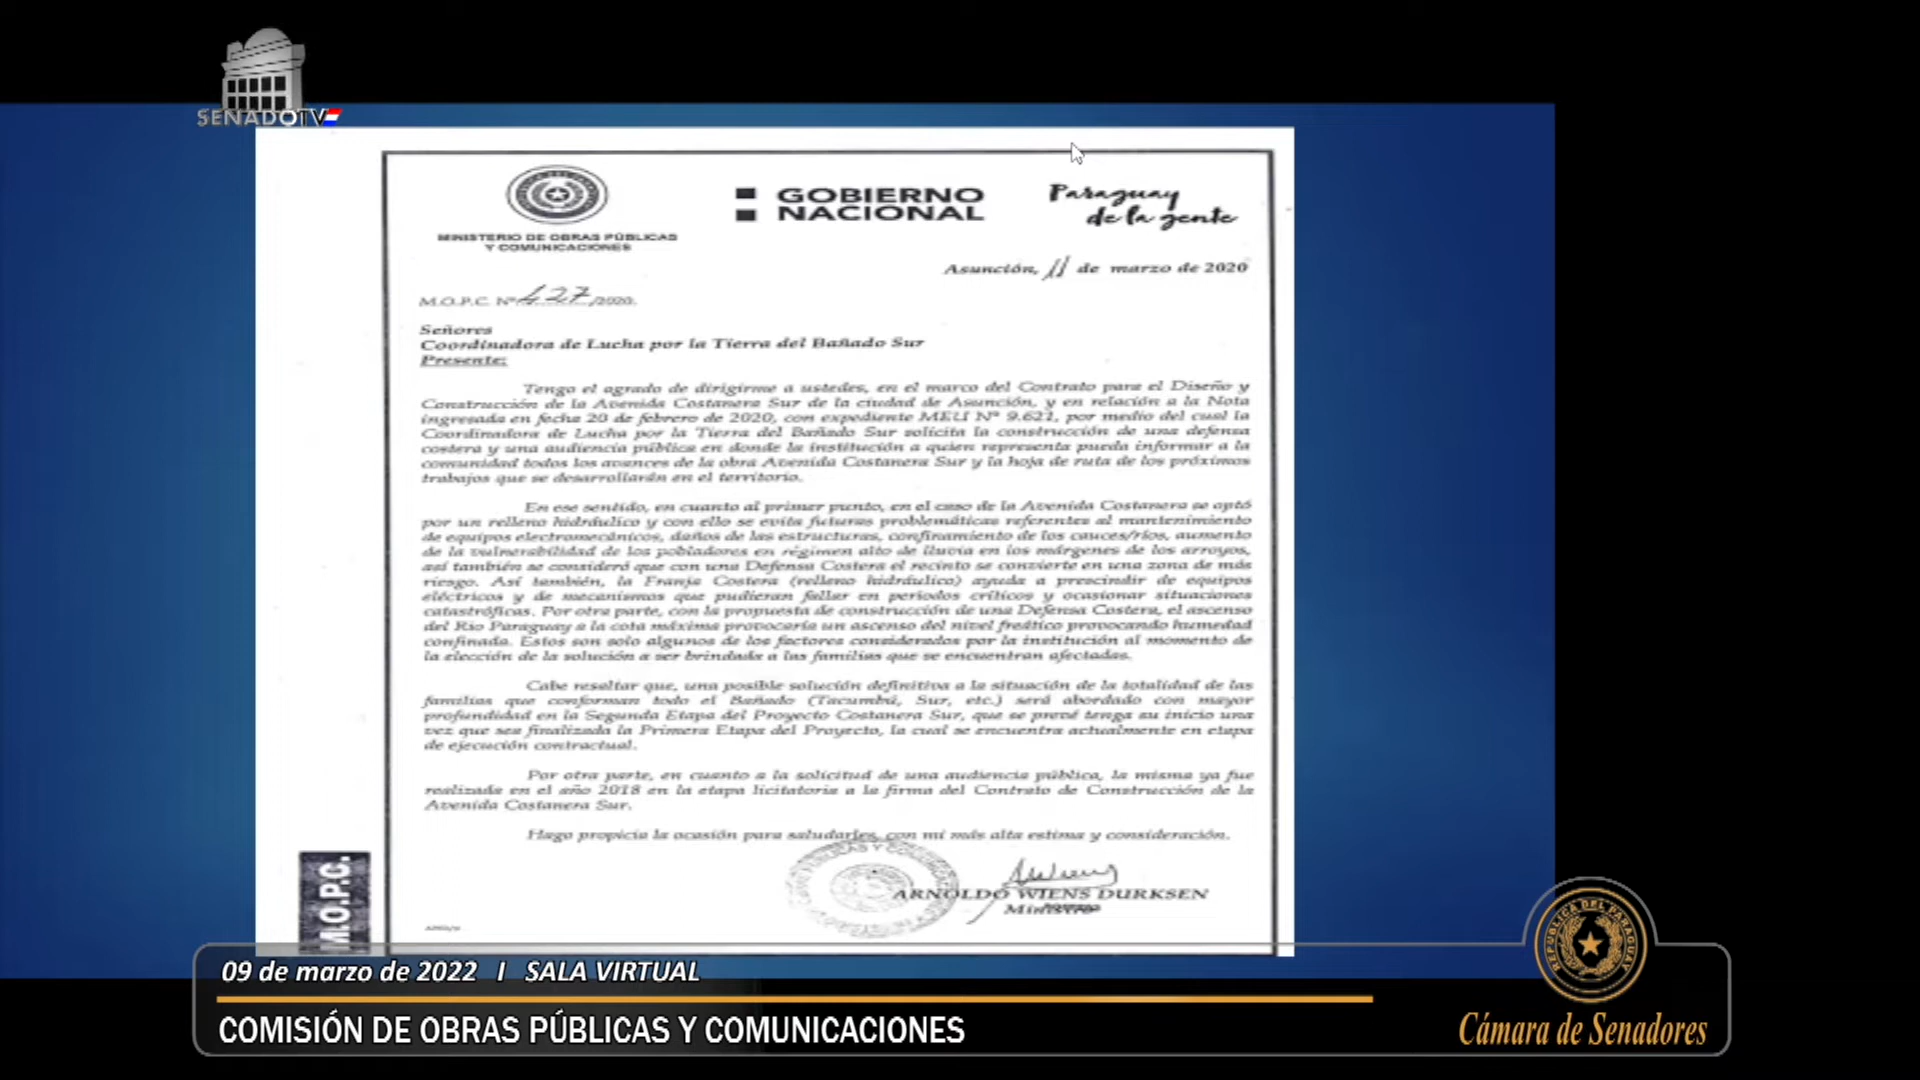 SENADOTV
MINISTERIO DE OBRAS PÚBLICAS
Y COMUNICACIONES
GOBIERNO
NACIONAL
Paraguay
de la gente
Asunción, 11 de marzo de 2020
M.O.P.C. Nº 427 /2020.
Señores
Coordinadora de Lucha por la Tierra del Bañado Sur
Presente:
Tengo el agrado de dirigirme a ustedes, en el marco del Contrato para el Diseño y
Construcción de la Avenida Costanera Sur de la ciudad de Asunción, y en relación a la Nota
ingresada en fecha 20 de febrero de 2020, con expediente MEU Nº 9.621, por medio del cual la
Coordinadora de Lucha por la Tierra del Bañado Sur solicita la construcción de una defensa
costera y una audiencia pública en donde la institución a quien representa pueda informar a la
comunidad todos los avances de la obra Avenida Costanera Sur y la hoja de ruta de los próximos
trabajos que se desarrollarán en el territorio.
En ese sentido, en cuanto al primer punto, en el caso de la Avenida Costanera se optó
por un relleno hidráulico y con ello se evita futuras problemáticas referentes al mantenimiento
de equipos electromecánicos, daños de las estructuras, confinamiento de los cauces/ríos, aumento
de la vulnerabilidad de los pobladores en régimen alto de lluvia en los márgenes de los arroyos,
así también se consideró que con una Defensa Costera el recinto se convierte en una zona de más
riesgo. Así también, la Franja Costera (relleno hidráulico) ayuda a prescindir de equipos
eléctricos y de mecanismos que pudieran fallar en períodos críticos y ocasionar situaciones
catastróficas. Por otra parte, con la propuesta de construcción de una Defensa Costera, el ascenso
del Río Paraguay a la cota máxima provocaría un ascenso del nivel freático provocando humedad
confinada. Estos son solo algunos de los factores considerados por la institución al momento de
la elección de la solución a ser brindada a las familias que se encuentran afectadas.
Cabe resaltar que, una posible solución definitiva a la situación de la totalidad de las
familias que conforman todo el Bañado (Tacumbú, Sur, etc.) será abordado con mayor
profundidad en la Segunda Etapa del Proyecto Costanera Sur, que se prevé tenga su inicio una
vez que sea finalizada la Primera Etapa del Proyecto, la cual se encuentra actualmente en etapa
de ejecución contractual.
Por otra parte, en cuanto a la solicitud de una audiencia pública, la misma ya fue
realizada en el año 2018 en la etapa licitatoria a la firma del Contrato de Construcción de la
Avenida Costanera Sur.
Hago propicia la ocasión para saludarles, con mi más alta estima y consideración.
ARNOLDO WIENS DURKSEN
Ministro
M.O.P.C.
09 de marzo de 2022 I SALA VIRTUAL
COMISIÓN DE OBRAS PÚBLICAS Y COMUNICACIONES
REPUBLICA DEL PARAGUAY
Cámara de Senadores